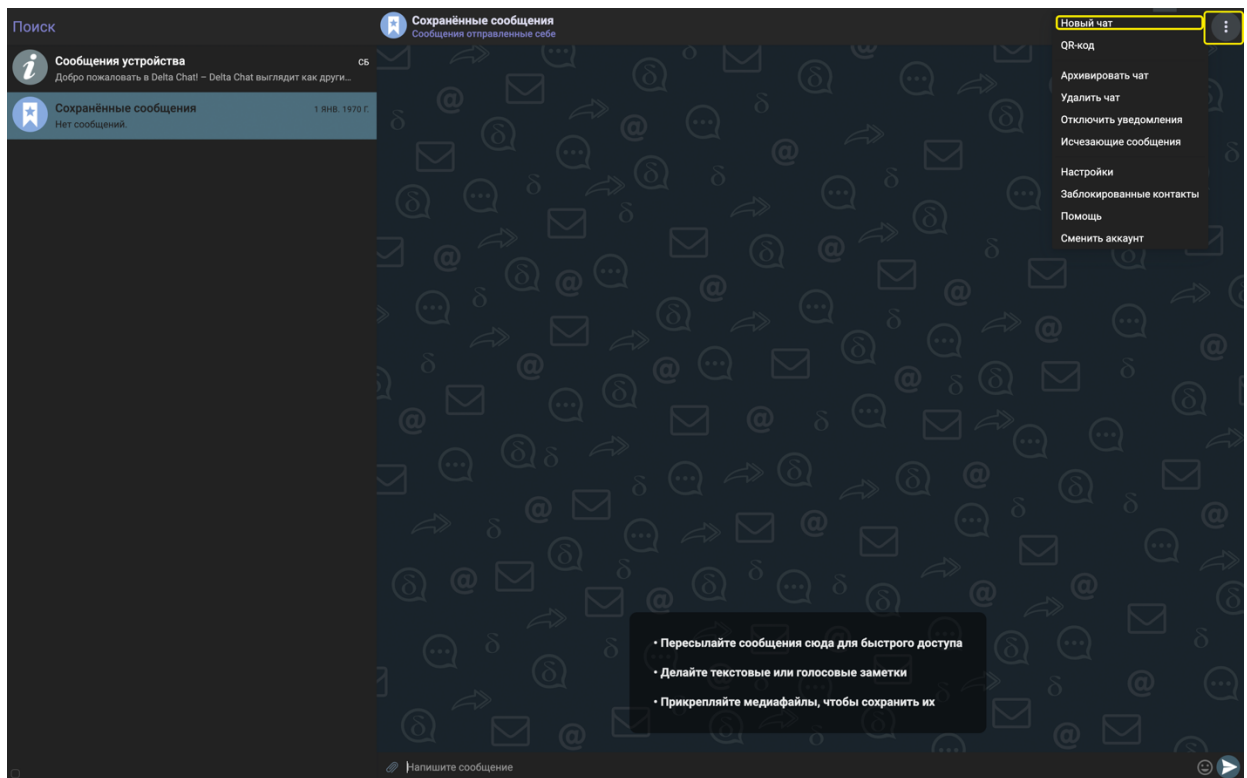 Поиск
Сообщения устройства
СБ
Добро пожаловать в Delta Chat! – Delta Chat выглядит как други...
Сохранённые сообщения
1 ЯНВ. 1970 Г.
Нет сообщений.
Сохранённые сообщения
Сообщения отправленные себе
Новый чат
QR-код
Архивировать чат
Удалить чат
Отключить уведомления
Исчезающие сообщения
Настройки
Заблокированные контакты
Помощь
Сменить аккаунт
• Пересылайте сообщения сюда для быстрого доступа
• Делайте текстовые или голосовые заметки
• Прикрепляйте медиафайлы, чтобы сохранить их
Напишите сообщение